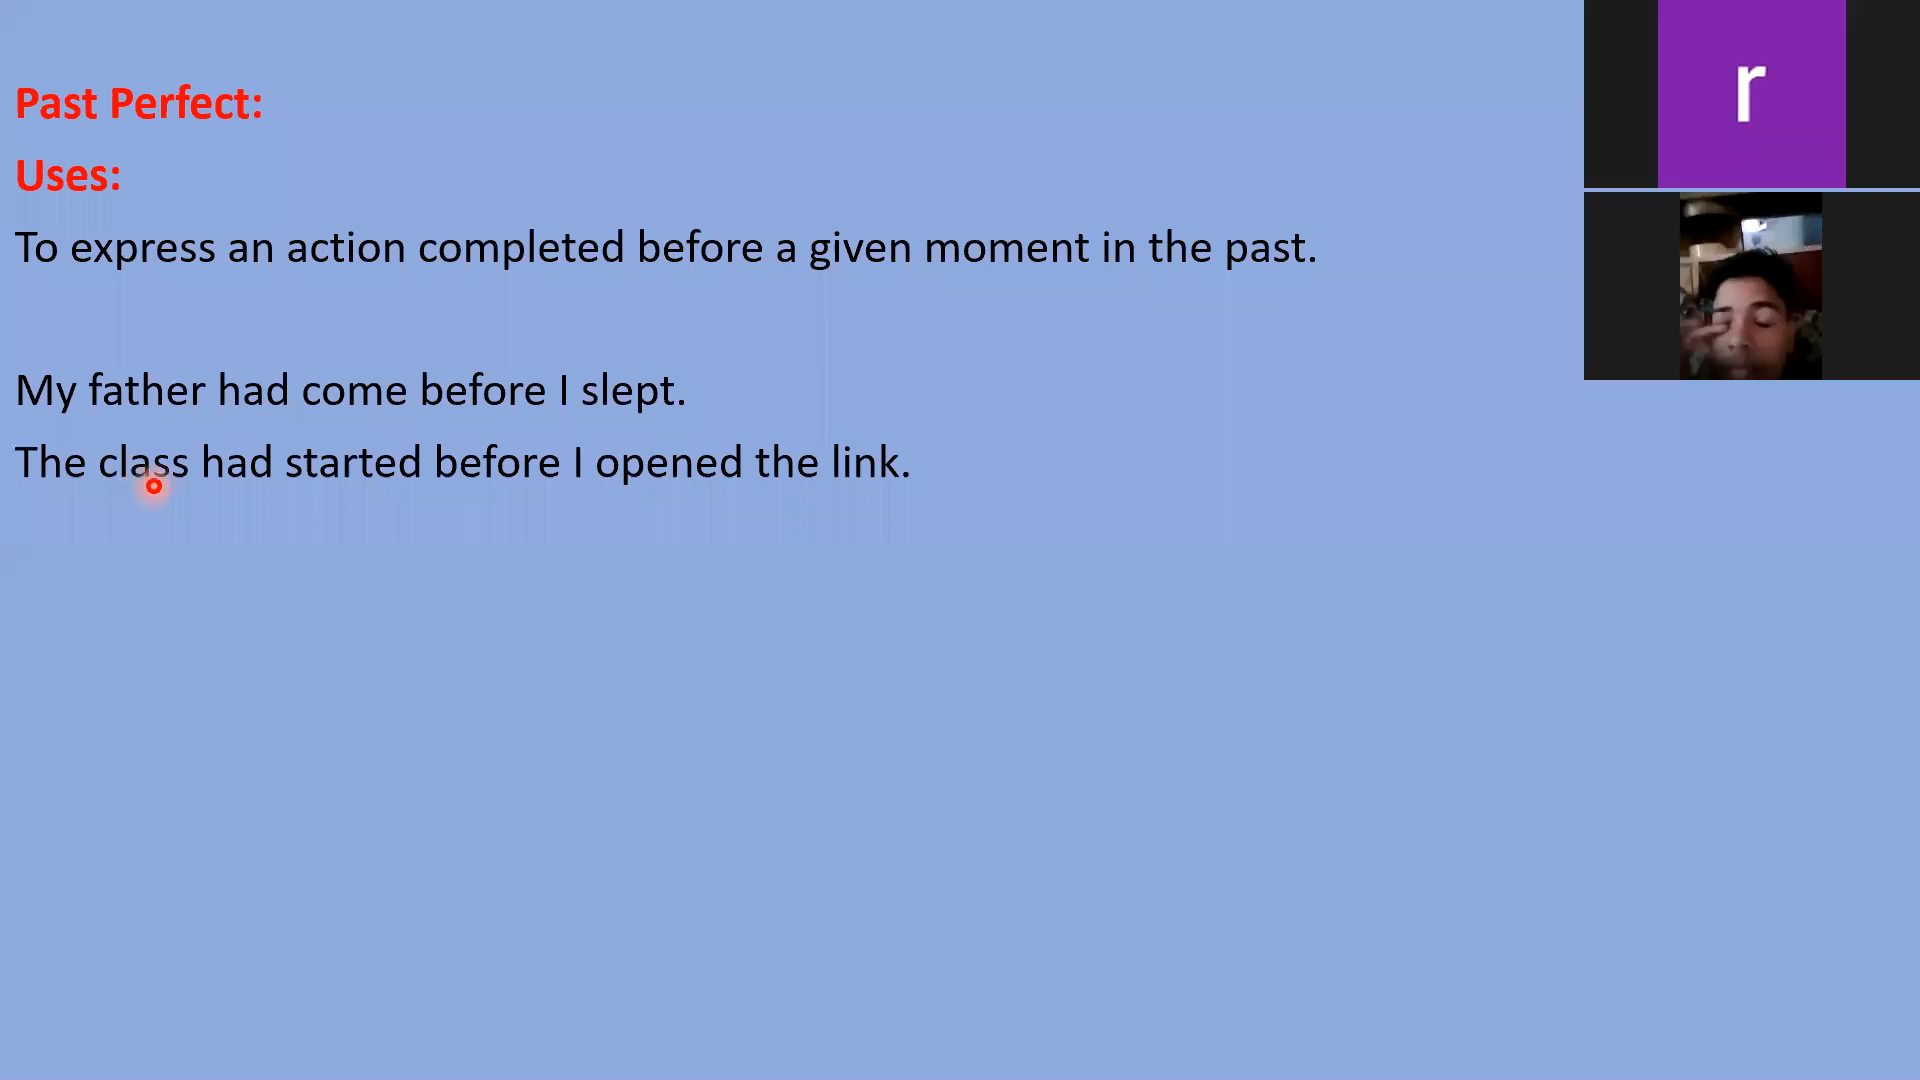 Past Perfect:
Uses:
To express an action completed before a given moment in the past.
My father had come before I slept.
The class had started before I opened the link.
r